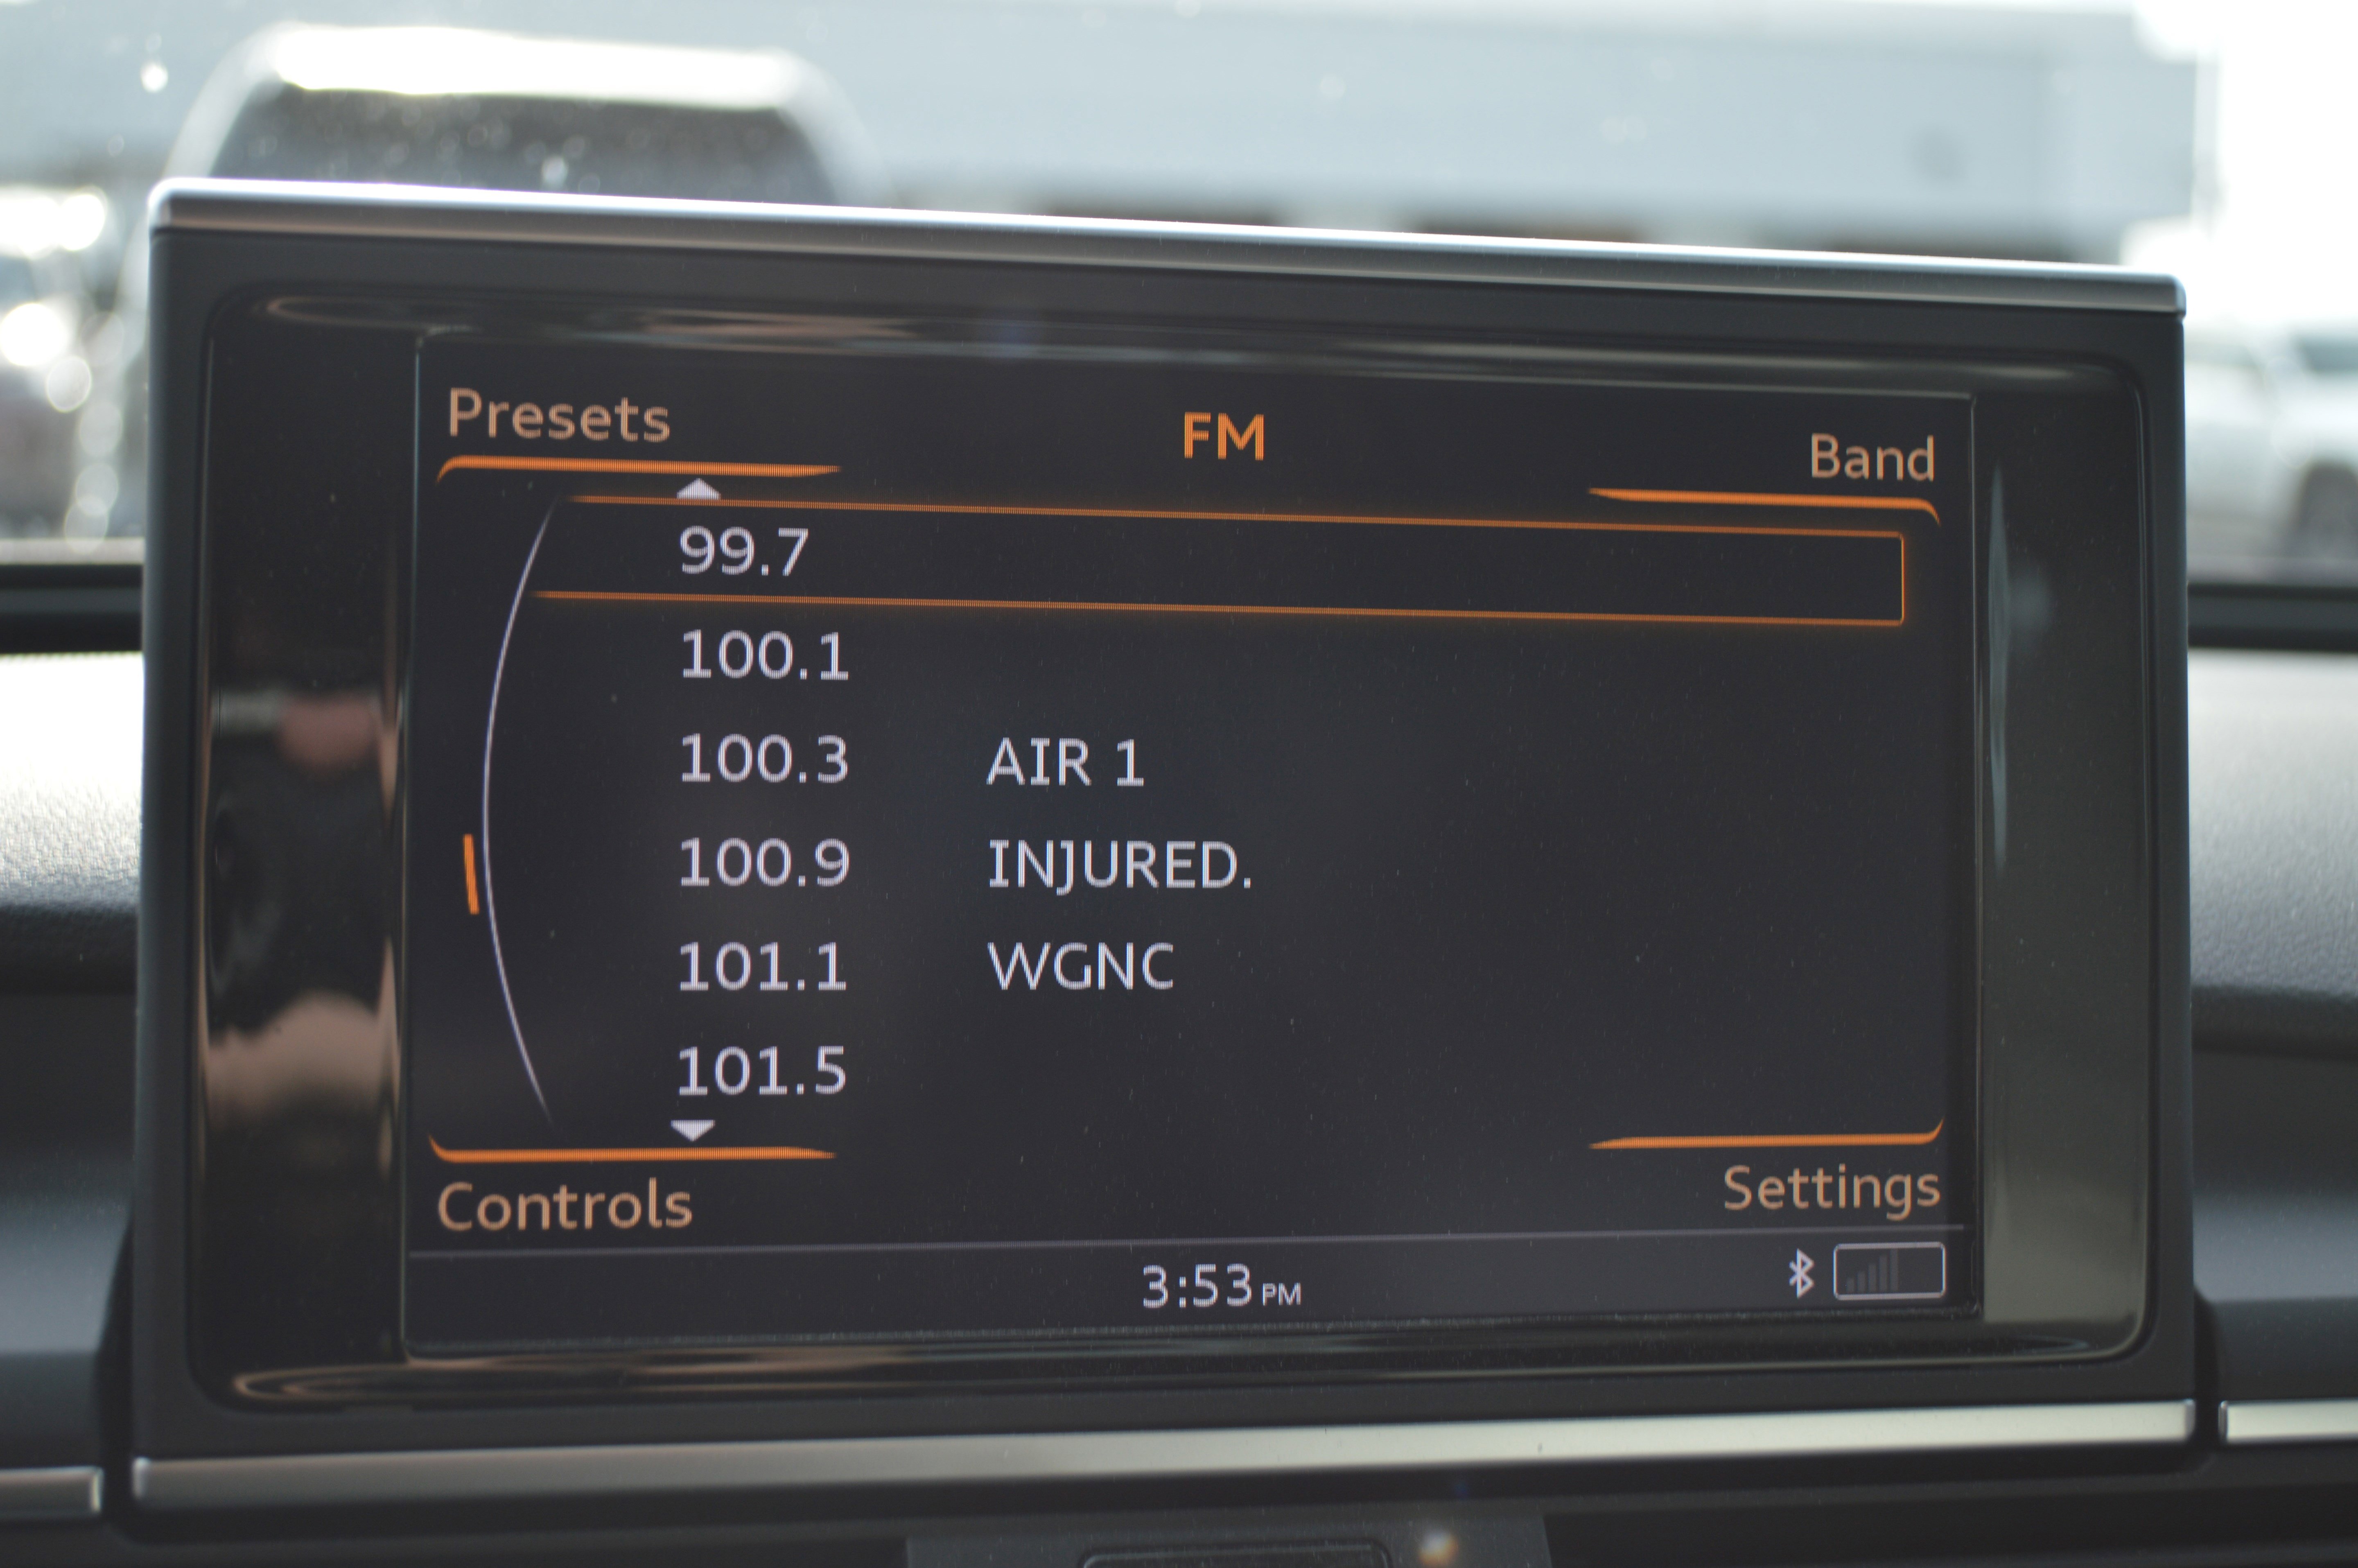 Presets FM Band
99.7
100.1
100.3 AIR 1
100.9 INJURED.
101.1 WGNC
101.5
Controls Settings
3:53 PM